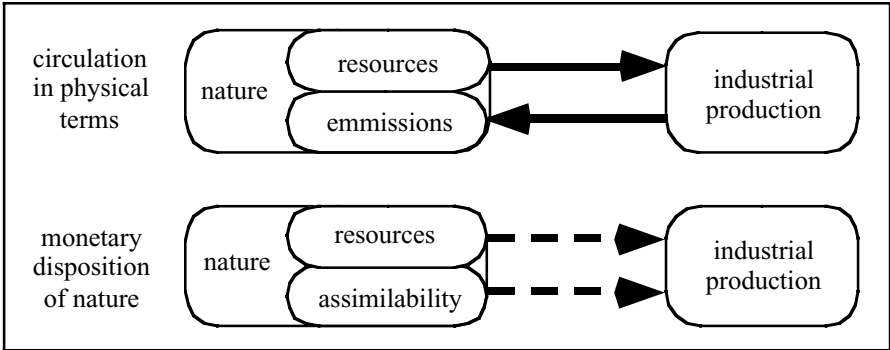 circulation
in physical
terms
nature
resources
emmissions
industrial
production
monetary
disposition
of nature
nature
resources
assimilability
industrial
production